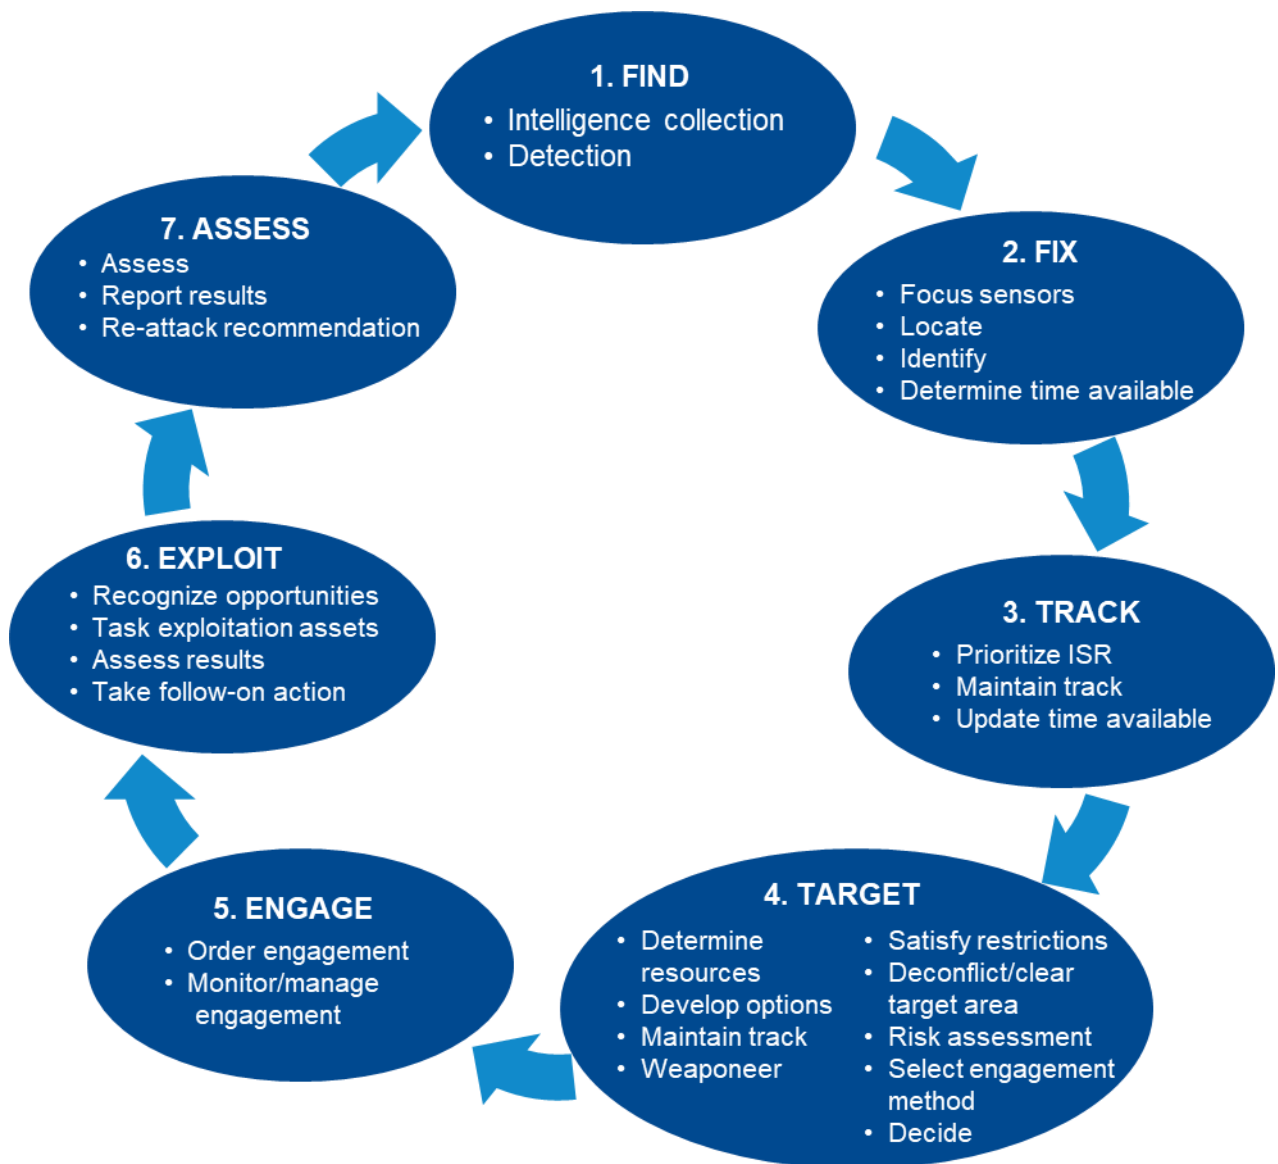 1. FIND
• Intelligence collection
• Detection
2. FIX
• Focus sensors
• Locate
• Identify
• Determine time available
3. TRACK
• Prioritize ISR
• Maintain track
• Update time available
4. TARGET
• Determine
resources
• Develop options
• Maintain track
• Weaponeer
• Satisfy restrictions
• Deconflict/clear
target area
• Risk assessment
• Select engagement
method
• Decide
5. ENGAGE
• Order engagement
• Monitor/manage
engagement
6. EXPLOIT
• Recognize opportunities
• Task exploitation assets
• Assess results
• Take follow-on action
7. ASSESS
• Assess
• Report results
• Re-attack recommendation